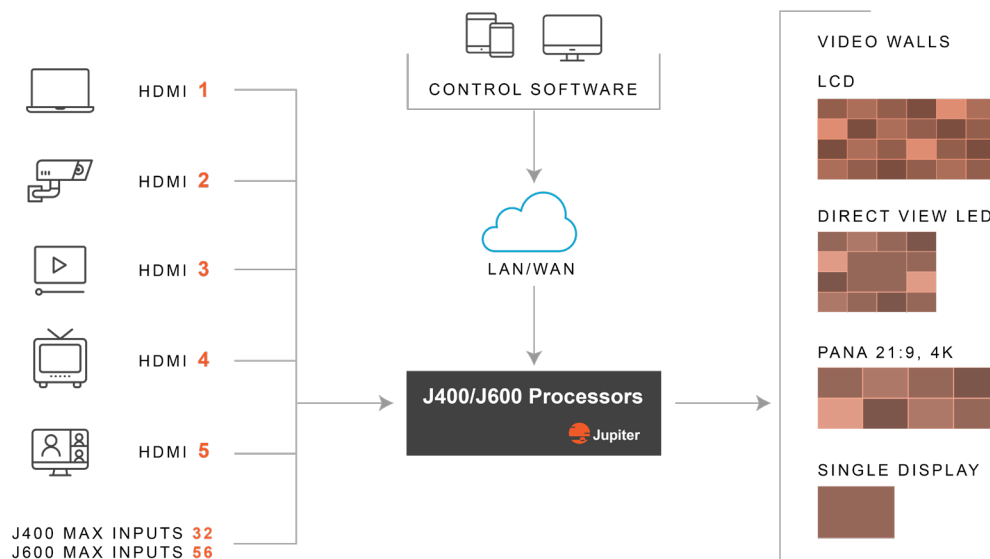 HDMI 1
HDMI 2
HDMI 3
HDMI 4
HDMI 5
J400 MAX INPUTS 32
J600 MAX INPUTS 56
CONTROL SOFTWARE
LAN/WAN
J400/J600 Processors
Jupiter
VIDEO WALLS
LCD
DIRECT VIEW LED
PANA 21:9, 4K
SINGLE DISPLAY